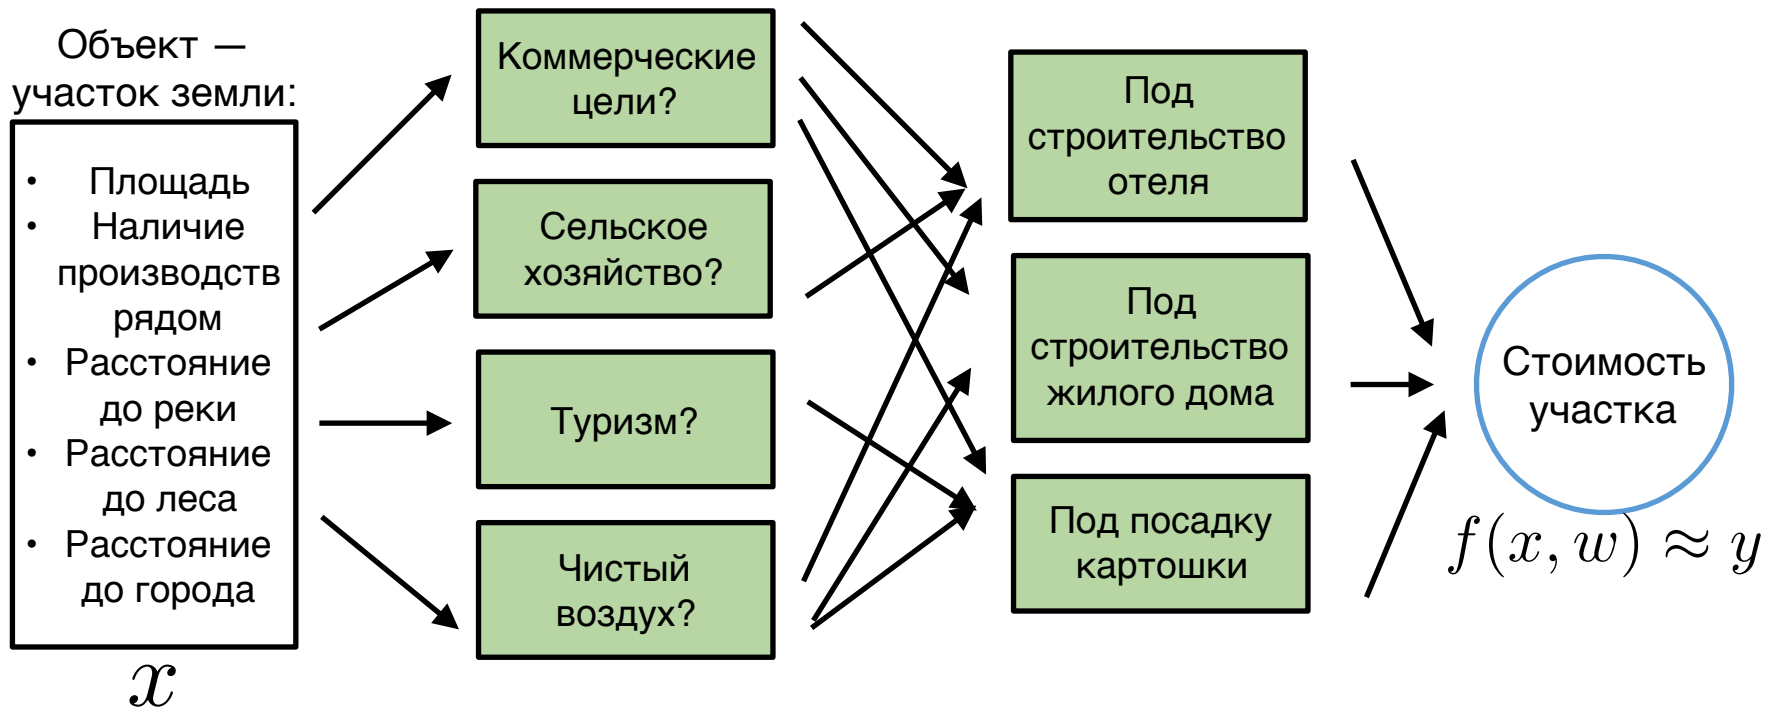 Объект —
участок земли:
• Площадь
• Наличие
производств
рядом
• Расстояние
до реки
• Расстояние
до леса
• Расстояние
до города
x
Коммерческие
цели?
Сельское
хозяйство?
Туризм?
Чистый
воздух?
Под
строительство
отеля
Под
строительство
жилого дома
Под посадку
картошки
Стоимость
участка
f(x, w) ≈ y